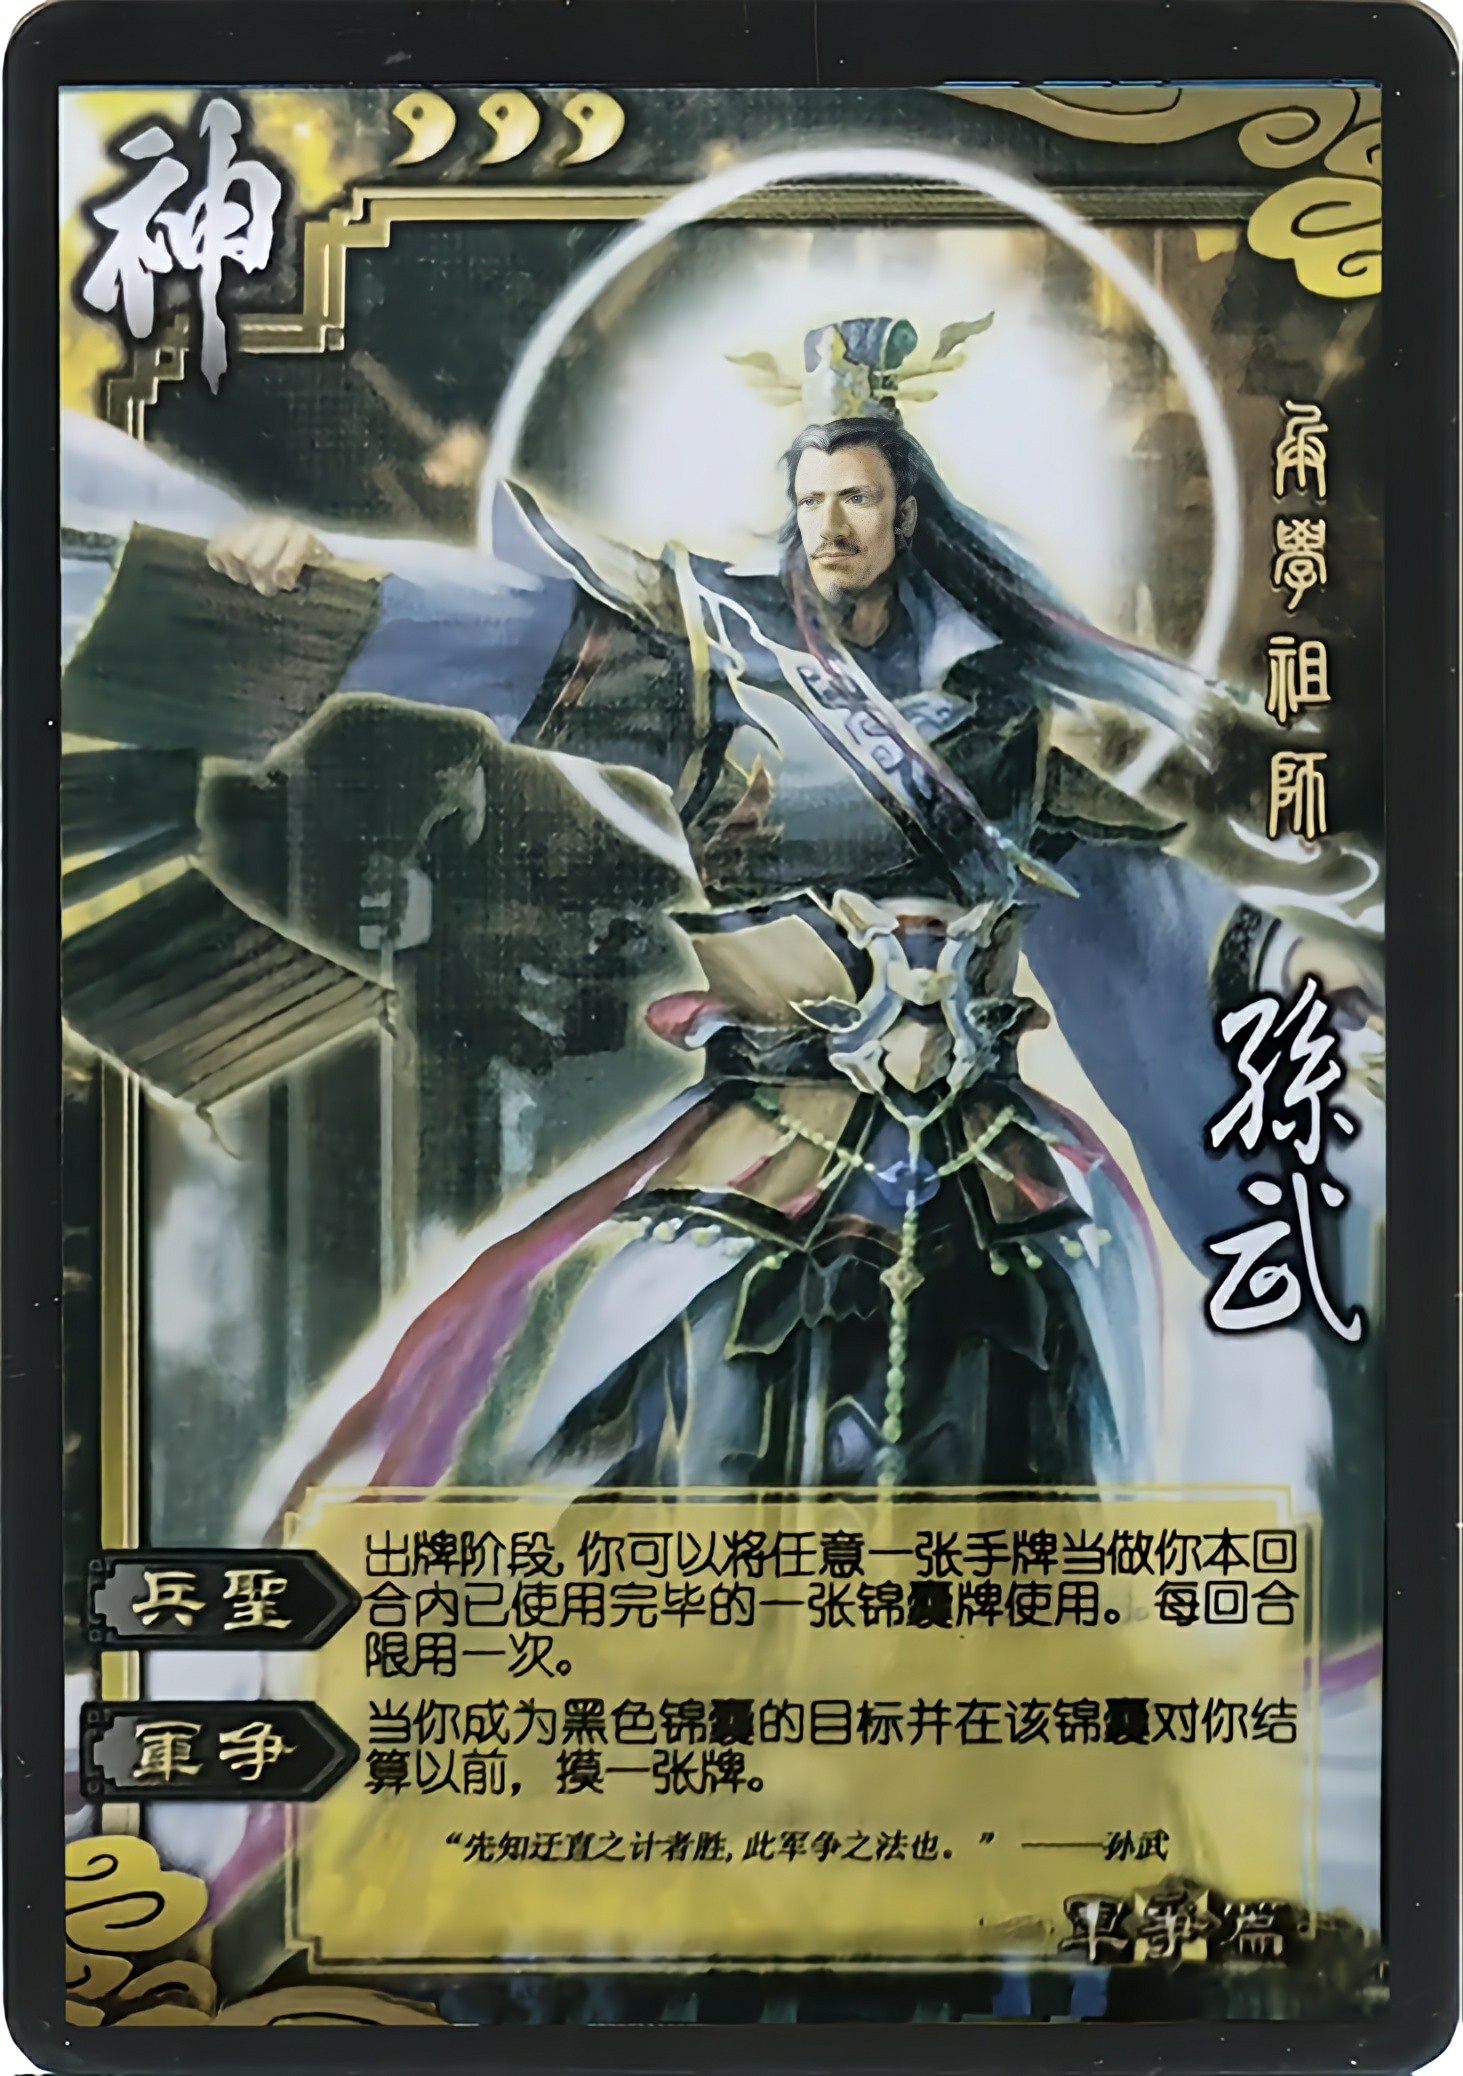 神
兵學祖師
孫武
兵聖
出牌阶段,你可以将任意一张手牌当做你本回
合内已使用完毕的一张锦囊牌使用。每回合
限用一次。
軍争
当你成为黑色锦囊的目标并在该锦囊对你结
算以前，摸一张牌。
“先知迂直之计者胜,此军争之法也。” ——孙武
軍爭篇